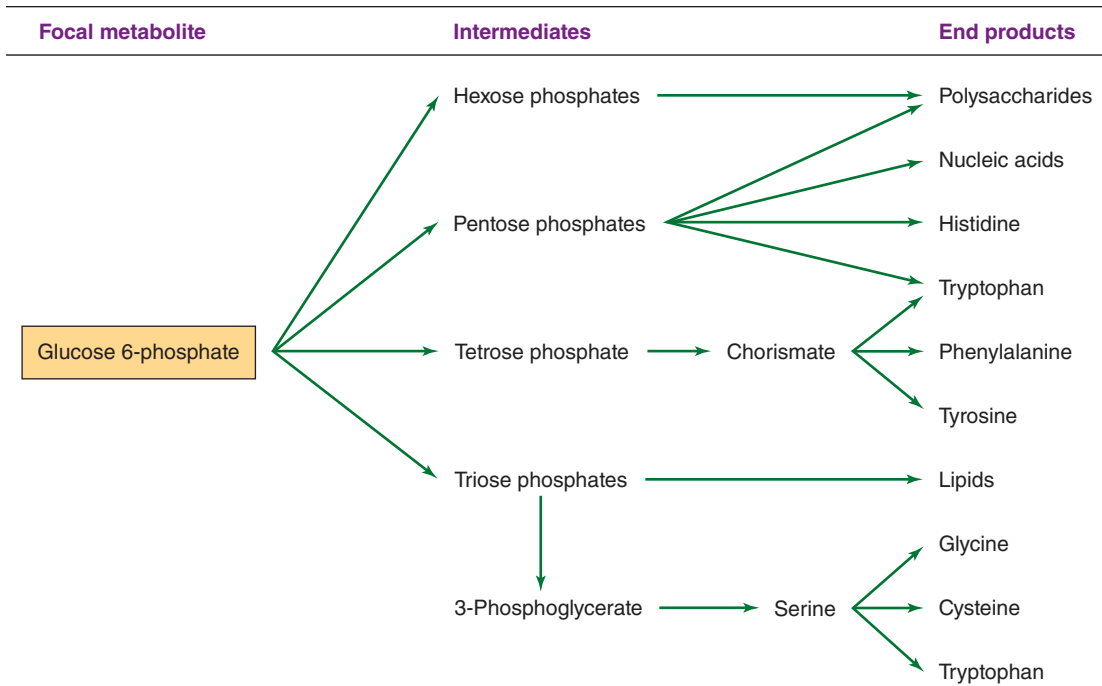 Focal metabolite Intermediates End products
Hexose phosphates Polysaccharides
Nucleic acids
Pentose phosphates Histidine
Tryptophan
Glucose 6-phosphate Tetrose phosphate Chorismate Phenylalanine
Tyrosine
Triose phosphates Lipids
Glycine
3-Phosphoglycerate Serine Cysteine
Tryptophan